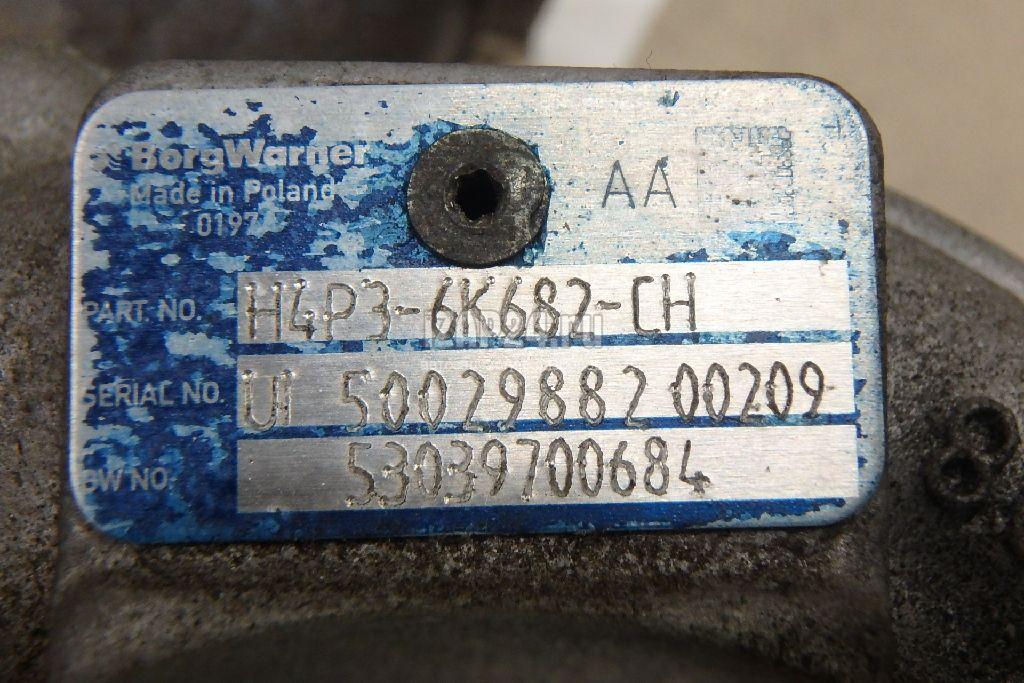 BorgWarner
Made in Poland
0197
AA
PART NO. H4P3-6K682-CH
SERIAL NO. UI 50029882 00209
BW NO. 53039700684